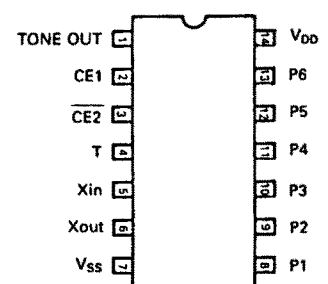 TONE OUT 1 14 VDD
CE1 2 13 P6
CE2 3 12 P5
T 4 11 P4
Xin 5 10 P3
Xout 6 9 P2
VSS 7 8 P1